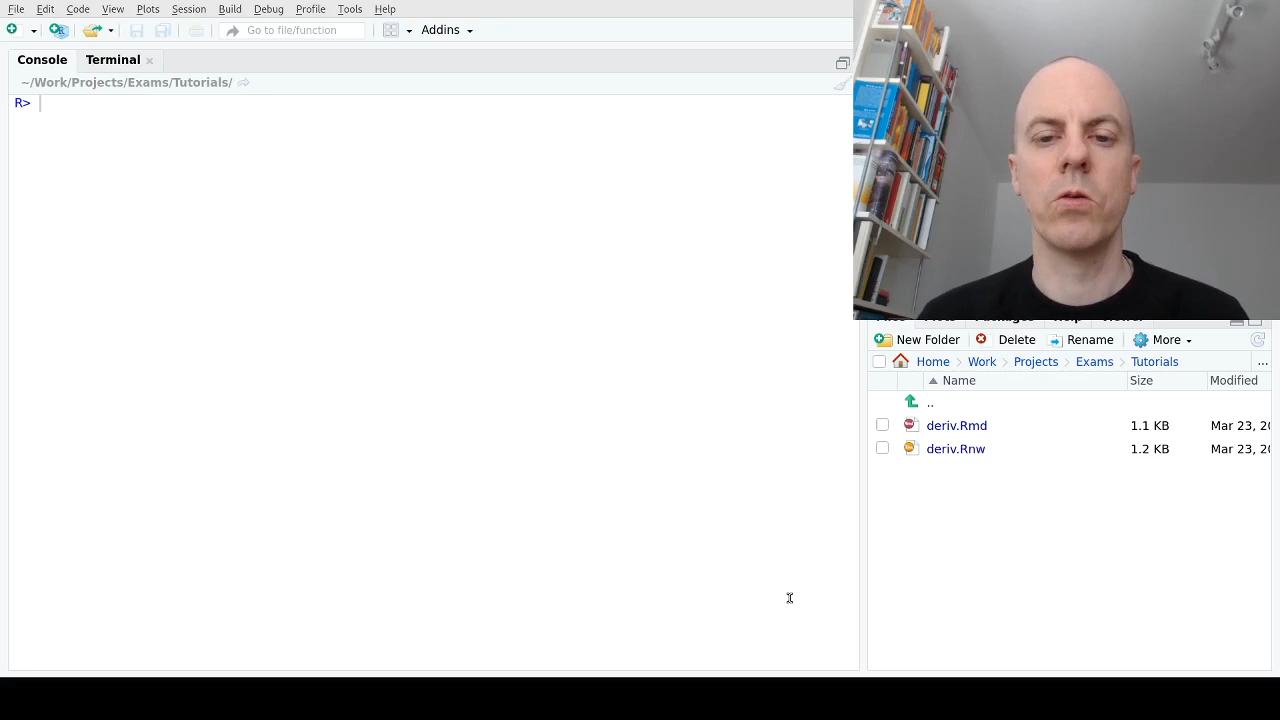 File Edit Code View Plots Session Build Debug Profile Tools Help
Go to file/function Addins
Console Terminal
~/Work/Projects/Exams/Tutorials/
R>
New Folder Delete Rename More
Home Work Projects Exams Tutorials ...
Name Size Modified
..
deriv.Rmd 1.1 KB Mar 23, 20
deriv.Rnw 1.2 KB Mar 23, 20